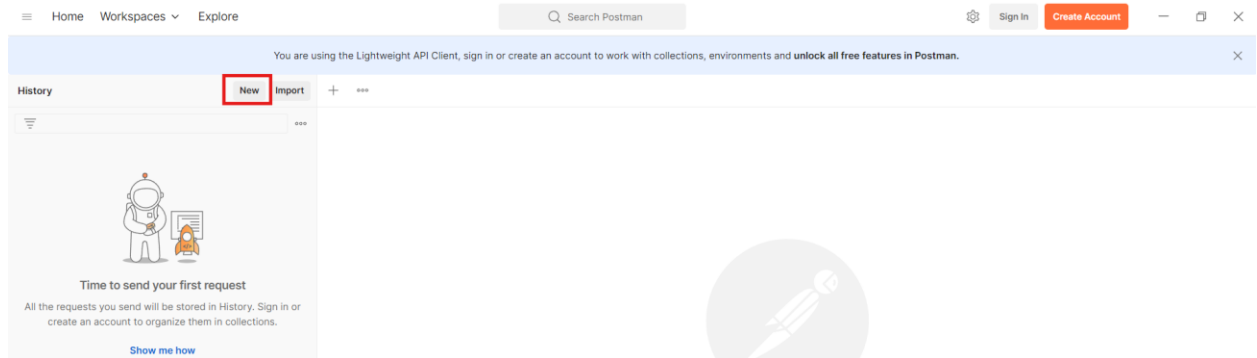 Home Workspaces Explore Search Postman Sign In Create Account
You are using the Lightweight API Client, sign in or create an account to work with collections, environments and unlock all free features in Postman.
History New Import
Time to send your first request
All the requests you send will be stored in History. Sign in or
create an account to organize them in collections.
Show me how